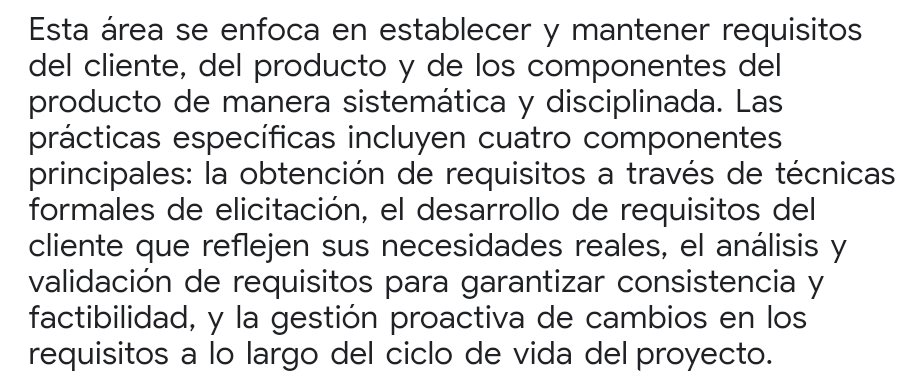 Esta área se enfoca en establecer y mantener requisitos
del cliente, del producto y de los componentes del
producto de manera sistemática y disciplinada. Las
prácticas específicas incluyen cuatro componentes
principales: la obtención de requisitos a través de técnicas
formales de elicitación, el desarrollo de requisitos del
cliente que reflejen sus necesidades reales, el análisis y
validación de requisitos para garantizar consistencia y
factibilidad, y la gestión proactiva de cambios en los
requisitos a lo largo del ciclo de vida del proyecto.